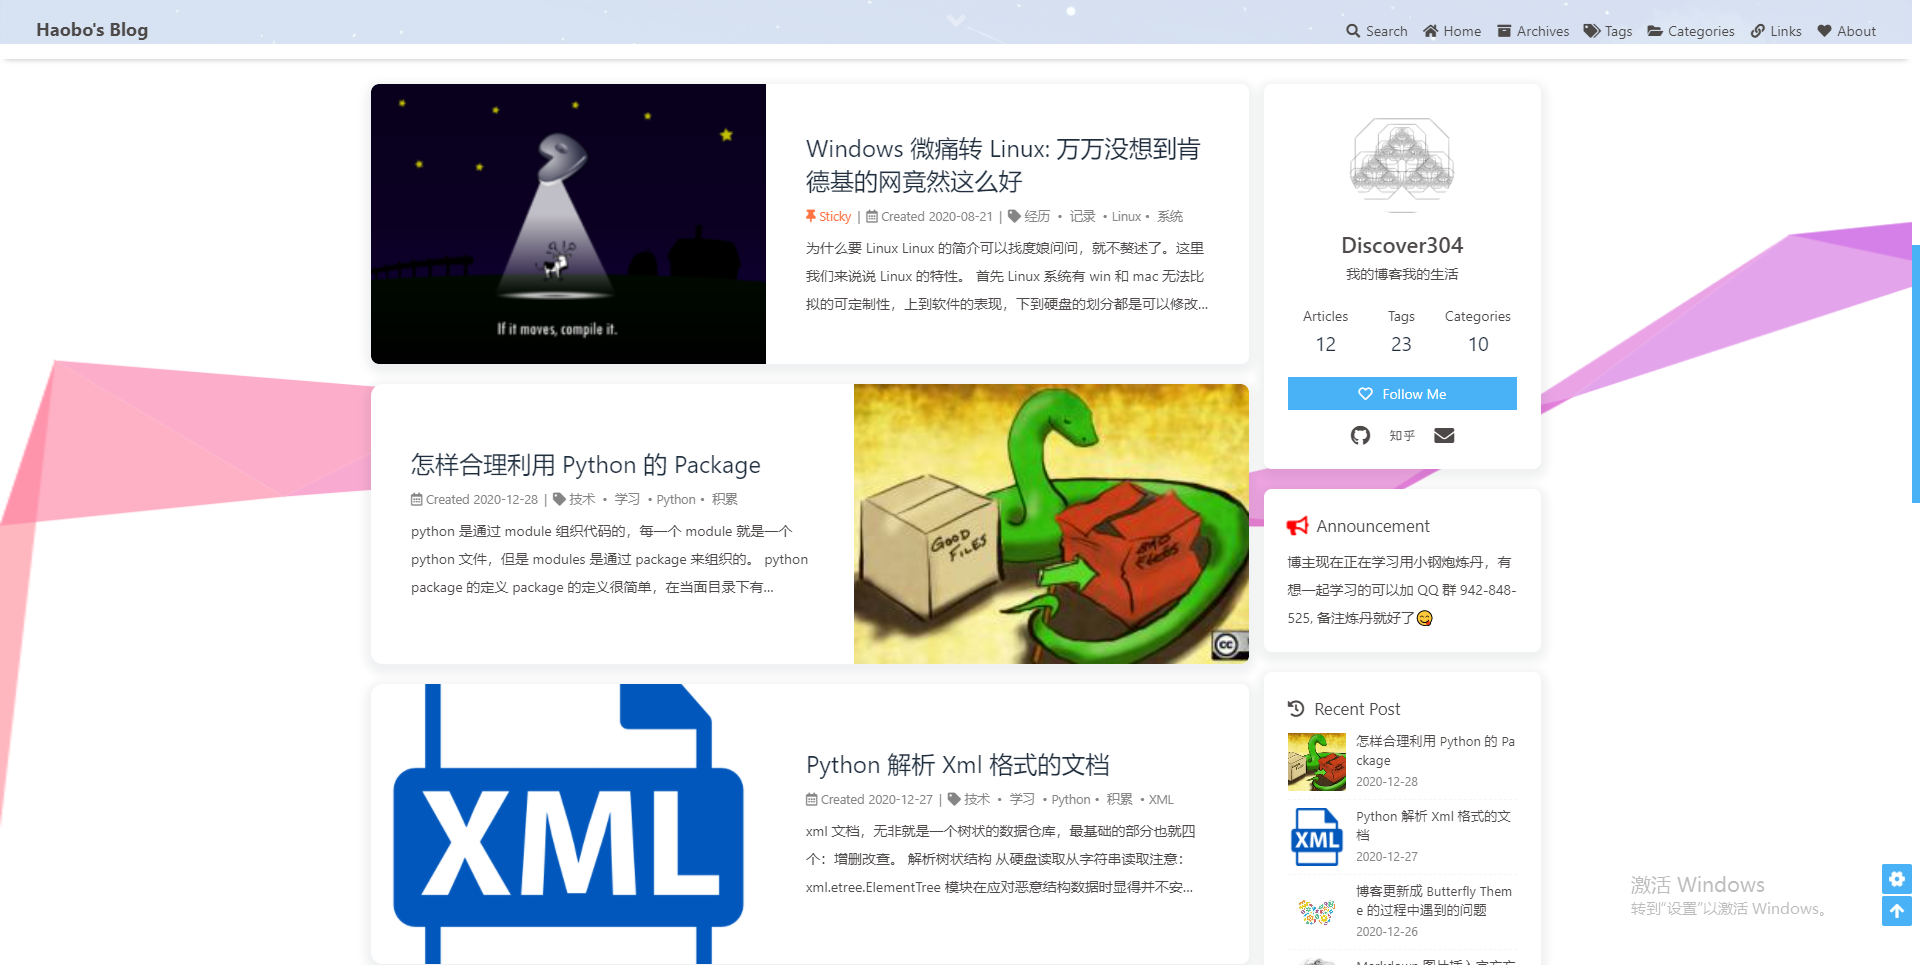 Haobo's Blog
Search Home Archives Tags Categories Links About
If it moves, compile it.
Windows 微痛转 Linux: 万万没想到肯
德基的网竟然这么好
Sticky | Created 2020-08-21 | 经历 • 记录 • Linux • 系统
为什么要 Linux Linux 的简介可以找度娘问问，就不赘述了。这里
我们来说说 Linux 的特性。 首先 Linux 系统有 win 和 mac 无法比
拟的可定制性，上到软件的表现，下到硬盘的划分都是可以修改...
怎样合理利用 Python 的 Package
Created 2020-12-28 | 技术 • 学习 • Python • 积累
python 是通过 module 组织代码的，每一个 module 就是一个
python 文件，但是 modules 是通过 package 来组织的。 python
package 的定义 package 的定义很简单，在当面目录下有...
GOOD
FILES
BAD
FILES
cc
XML
Python 解析 Xml 格式的文档
Created 2020-12-27 | 技术 • 学习 • Python • 积累 • XML
xml 文档，无非就是一个树状的数据仓库，最基础的部分也就四
个：增删改查。 解析树状结构 从硬盘读取从字符串读取注意：
xml.etree.ElementTree 模块在应对恶意结构数据时显得并不安...
Discover304
我的博客我的生活
Articles Tags Categories
12 23 10
Follow Me
知乎
Announcement
博主现在正在学习用小钢炮炼丹，有
想一起学习的可以加 QQ 群 942-848-
525, 备注炼丹就好了😋
Recent Post
怎样合理利用 Python 的 Pa
ckage
2020-12-28
XML
Python 解析 Xml 格式的文
档
2020-12-27
博客更新成 Butterfly Them
e 的过程中遇到的问题
2020-12-26
激活 Windows
转到“设置”以激活 Windows。